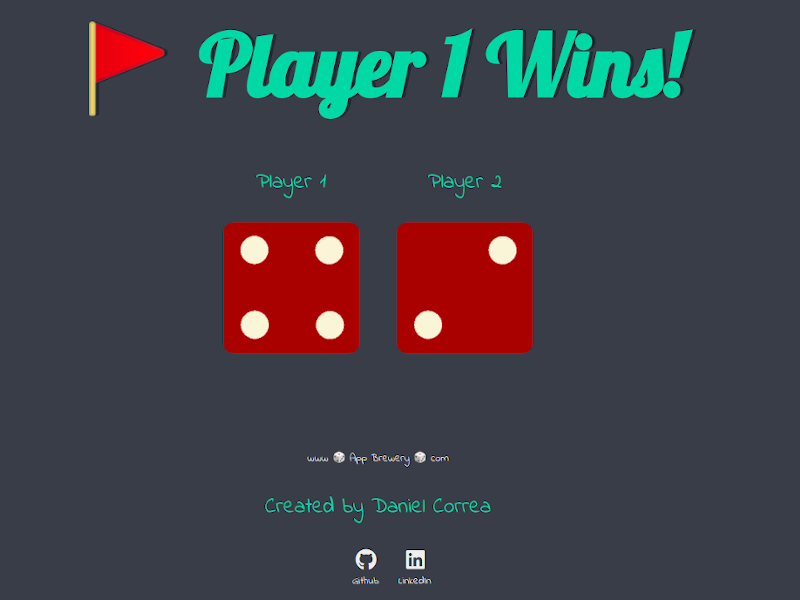 Player 1 Wins!
Player 1 Player 2
www App Brewery com
Created by Daniel Correa
Github LinkedIn